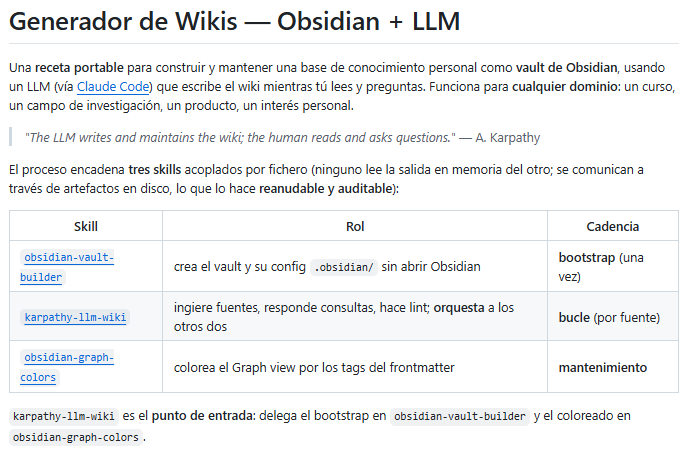 Generador de Wikis — Obsidian + LLM
Una receta portable para construir y mantener una base de conocimiento personal como vault de Obsidian, usando
un LLM (vía Claude Code) que escribe el wiki mientras tú lees y preguntas. Funciona para cualquier dominio: un curso,
un campo de investigación, un producto, un interés personal.
"The LLM writes and maintains the wiki; the human reads and asks questions." — A. Karpathy
El proceso encadena tres skills acoplados por fichero (ninguno lee la salida en memoria del otro; se comunican a
través de artefactos en disco, lo que lo hace reanudable y auditable):
Skill Rol Cadencia
obsidian-vault-
builder
crea el vault y su config .obsidian/ sin abrir Obsidian
bootstrap (una
vez)
karpathy-llm-wiki
ingiere fuentes, responde consultas, hace lint; orquesta a los
otros dos
bucle (por fuente)
obsidian-graph-
colors
colorea el Graph view por los tags del frontmatter
mantenimiento
karpathy-llm-wiki es el punto de entrada: delega el bootstrap en obsidian-vault-builder y el coloreado en
obsidian-graph-colors.